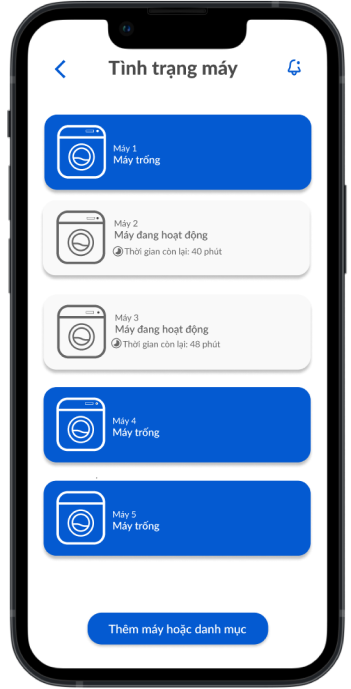 Tình trạng máy
Máy 1
Máy trống
Máy 2
Máy đang hoạt động
Thời gian còn lại: 40 phút
Máy 3
Máy đang hoạt động
Thời gian còn lại: 48 phút
Máy 4
Máy trống
Máy 5
Máy trống
Thêm máy hoặc danh mục